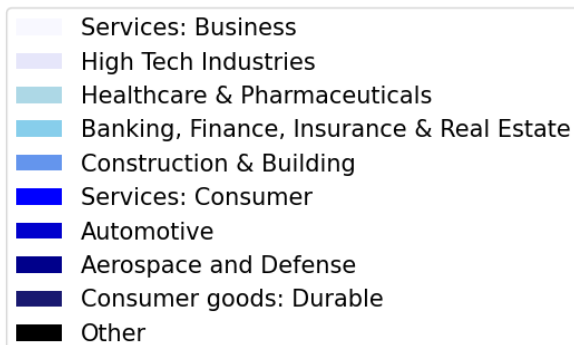 Services: Business
High Tech Industries
Healthcare & Pharmaceuticals
Banking, Finance, Insurance & Real Estate
Construction & Building
Services: Consumer
Automotive
Aerospace and Defense
Consumer goods: Durable
Other